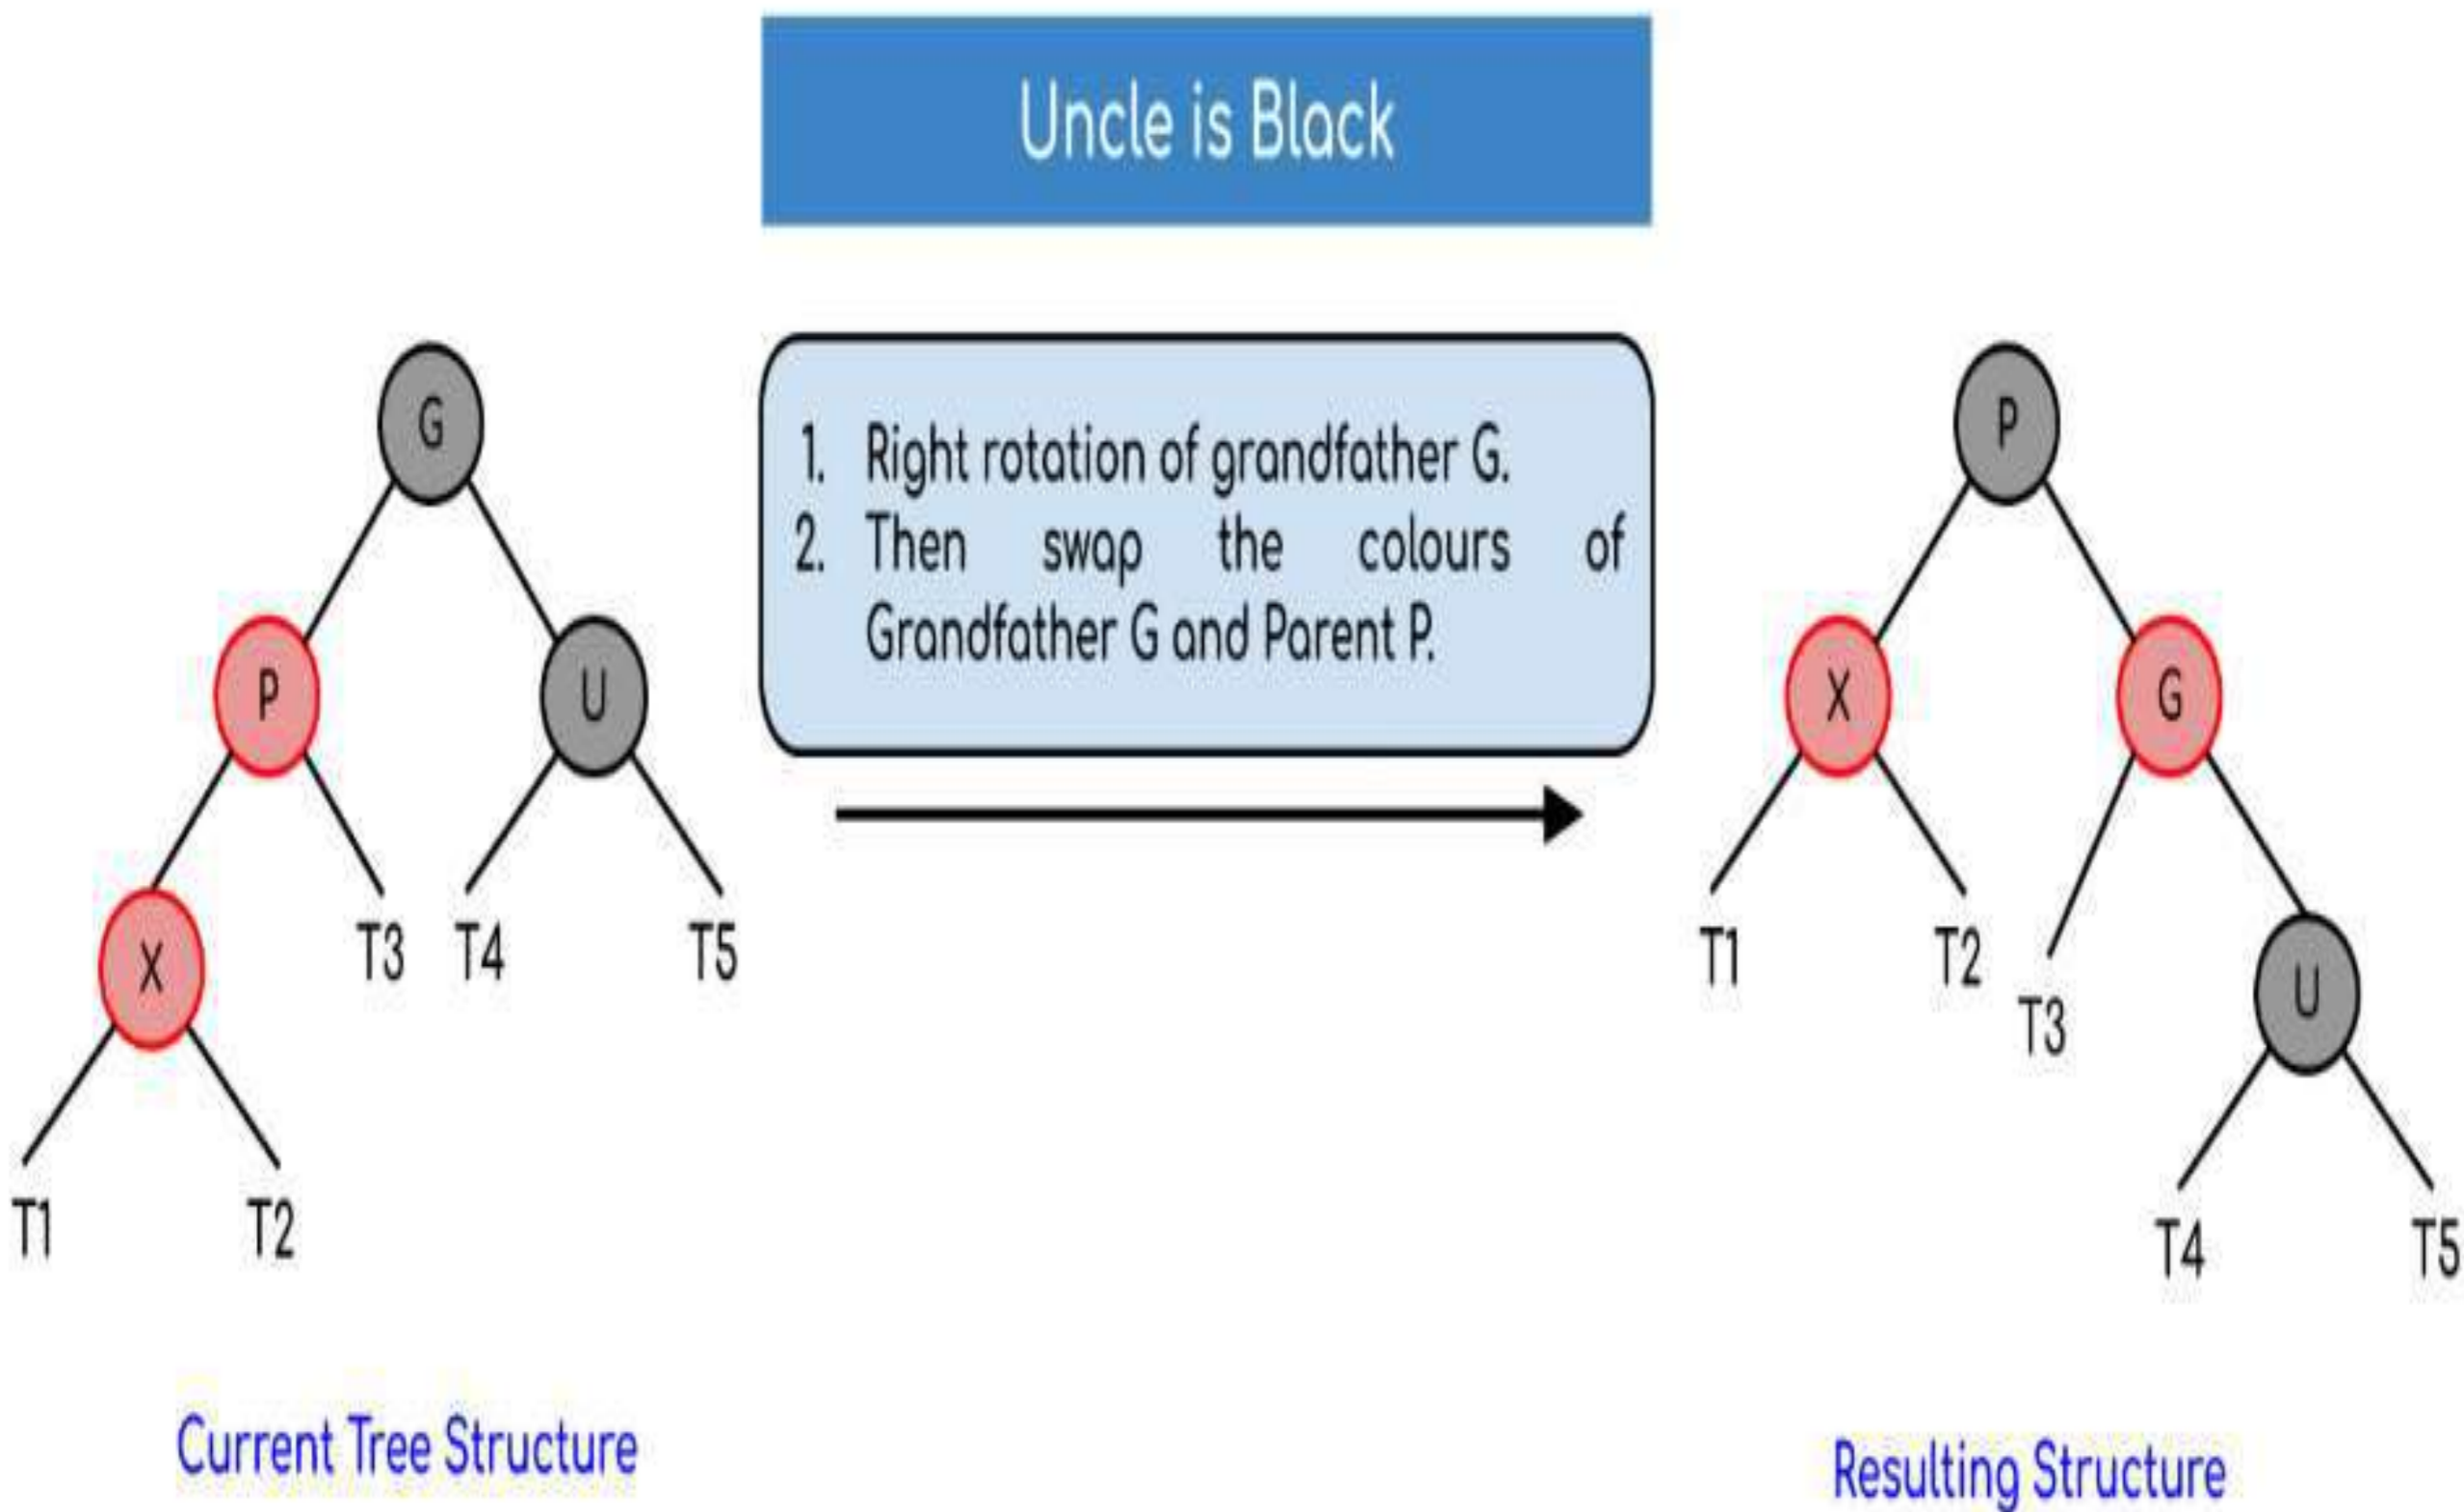 Uncle is Black
1. Right rotation of grandfather G.
2. Then swap the colours of
Grandfather G and Parent P.
G
P
U
X
T3
T4
T5
T1
T2
Current Tree Structure
P
X
G
T1
T2
T3
U
T4
T5
Resulting Structure